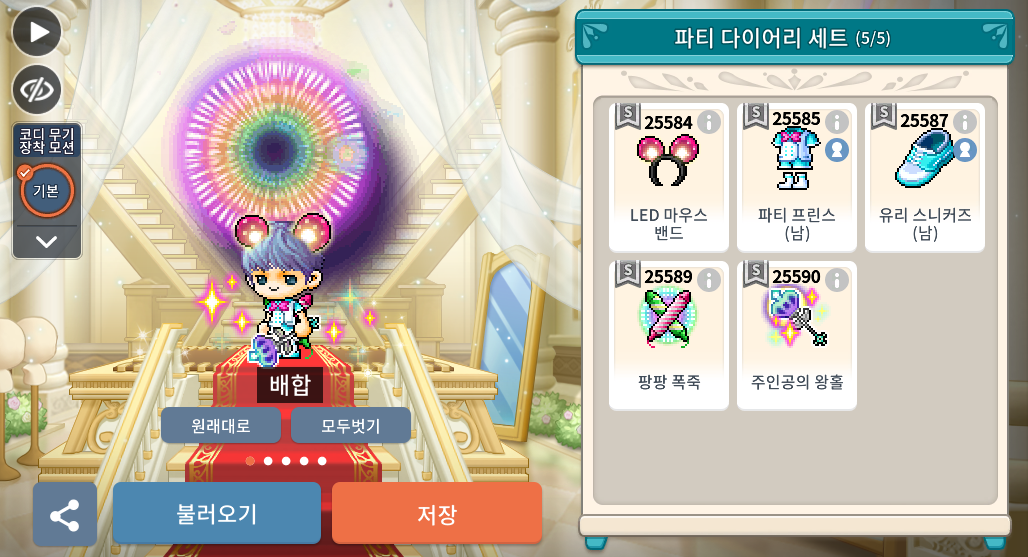 코디 무기
장착 모션
기본
배합
원래대로
모두벗기
불러오기
저장
파티 다이어리 세트 (5/5)
S
25584
LED 마우스
밴드
S
25585
파티 프린스
(남)
S
25587
유리 스니커즈
(남)
S
25589
팡팡 폭죽
S
25590
주인공의 왕홀